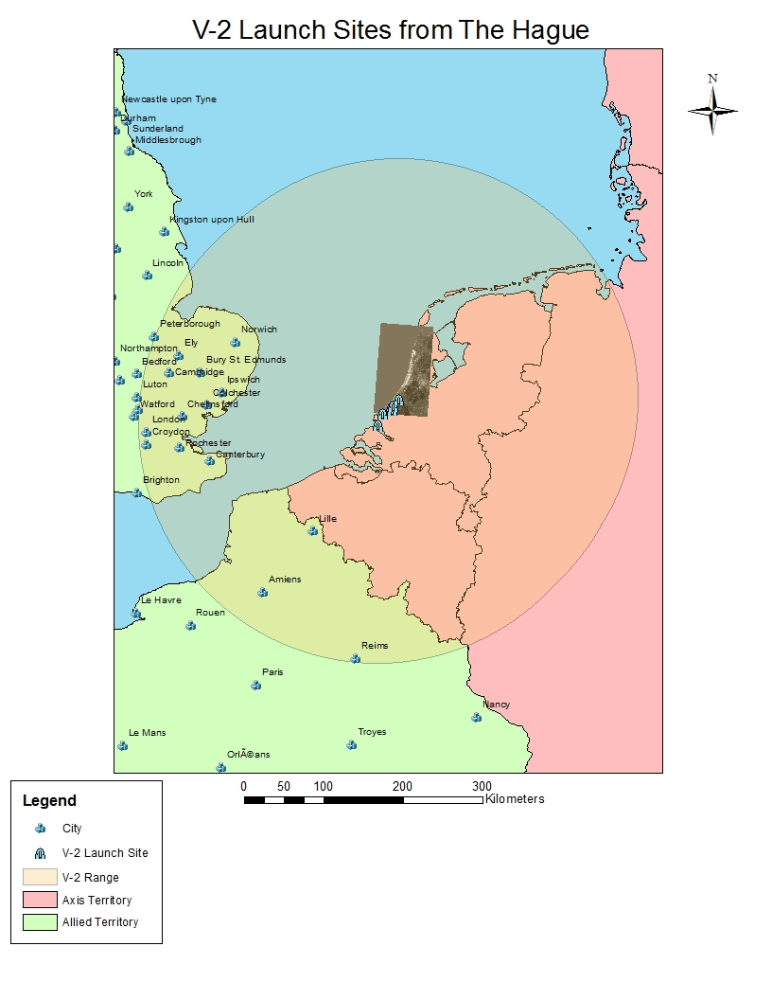 V-2 Launch Sites from The Hague
N
Newcastle upon Tyne
Durham
Sunderland
Middlesbrough
York
Kingston upon Hull
Lincoln
Peterborough
Norwich
Ely
Northampton
Bedford
Bury St. Edmunds
Cambridge
Ipswich
Luton
Colchester
Watford
Chelmsford
London
Croydon
Rochester
Canterbury
Brighton
Lille
Amiens
Le Havre
Rouen
Reims
Paris
Nancy
Le Mans
Troyes
OrlÃ©ans
0 50 100 200 300
Kilometers
Legend
City
V-2 Launch Site
V-2 Range
Axis Territory
Allied Territory